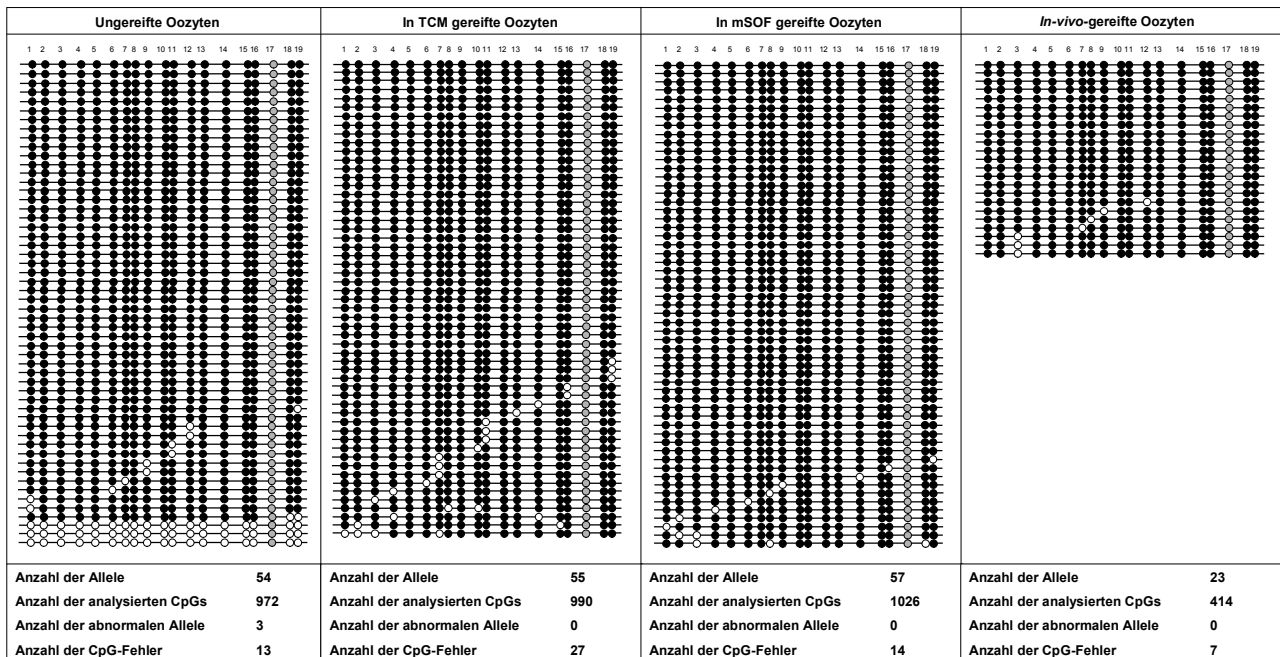 Ungereifte Oozyten
In TCM gereifte Oozyten
In mSOF gereifte Oozyten
In-vivo-gereifte Oozyten
1 2 3 4 5 6 7 8 9 10 11 12 13 14 15 16 17 18 19
1 2 3 4 5 6 7 8 9 10 11 12 13 14 15 16 17 18 19
1 2 3 4 5 6 7 8 9 10 11 12 13 14 15 16 17 18 19
1 2 3 4 5 6 7 8 9 10 11 12 13 14 15 16 17 18 19
Anzahl der Allele 54
Anzahl der analysierten CpGs 972
Anzahl der abnormalen Allele 3
Anzahl der CpG-Fehler 13
Anzahl der Allele 55
Anzahl der analysierten CpGs 990
Anzahl der abnormalen Allele 0
Anzahl der CpG-Fehler 27
Anzahl der Allele 57
Anzahl der analysierten CpGs 1026
Anzahl der abnormalen Allele 0
Anzahl der CpG-Fehler 14
Anzahl der Allele 23
Anzahl der analysierten CpGs 414
Anzahl der abnormalen Allele 0
Anzahl der CpG-Fehler 7